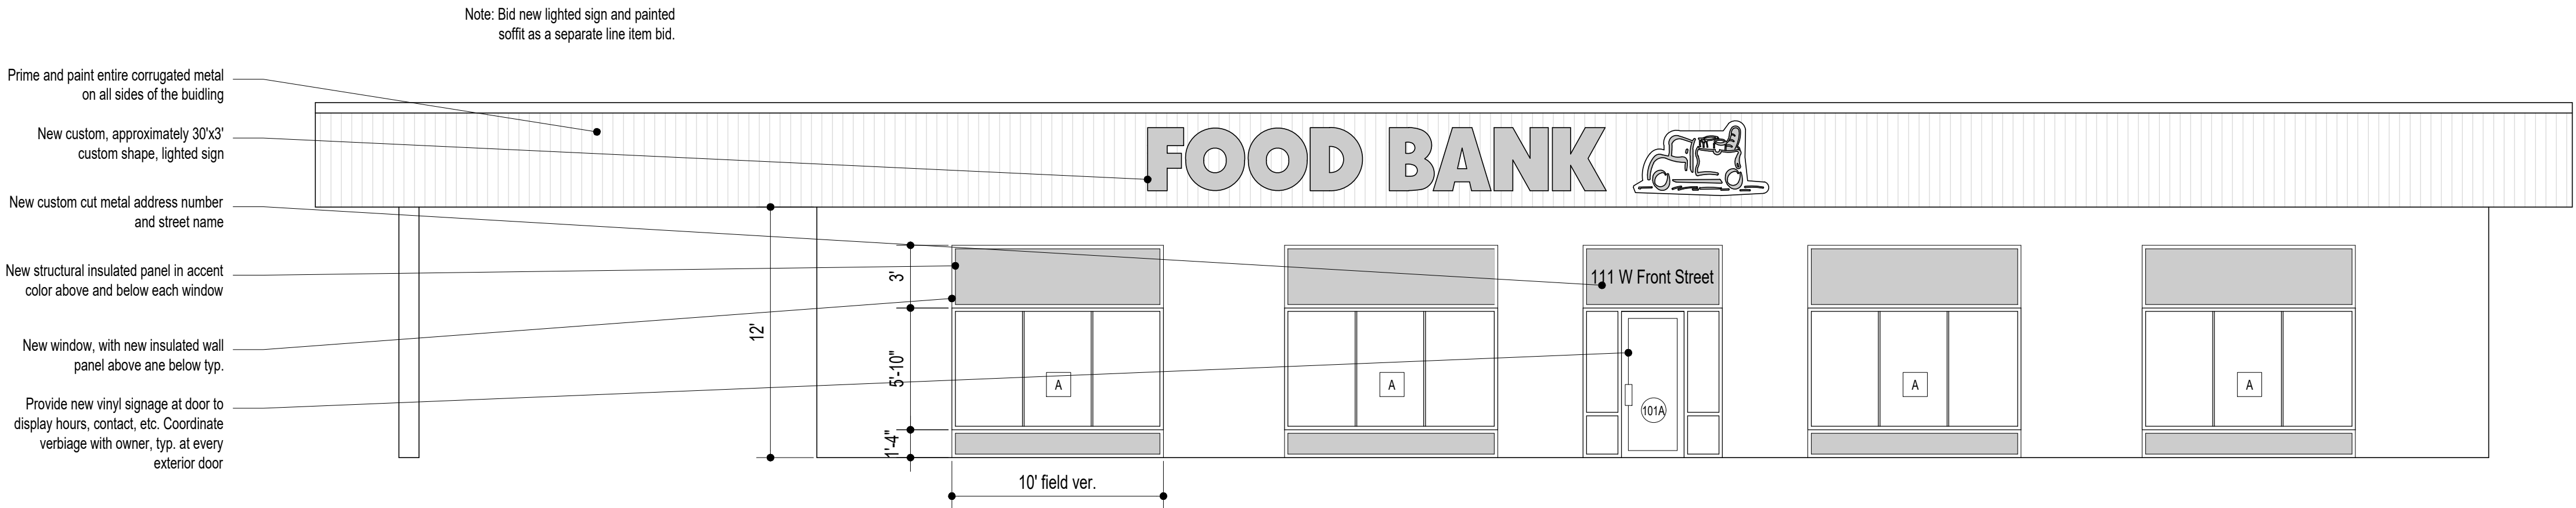 Note: Bid new lighted sign and painted
soffit as a separate line item bid.
Prime and paint entire corrugated metal
on all sides of the buidling
New custom, approximately 30'x3'
custom shape, lighted sign
New custom cut metal address number
and street name
New structural insulated panel in accent
color above and below each window
New window, with new insulated wall
panel above ane below typ.
Provide new vinyl signage at door to
display hours, contact, etc. Coordinate
verbiage with owner, typ. at every
exterior door
FOOD BANK
111 W Front Street
12'
3'
5'-10"
1'-4"
A
A
101A
A
A
10' field ver.